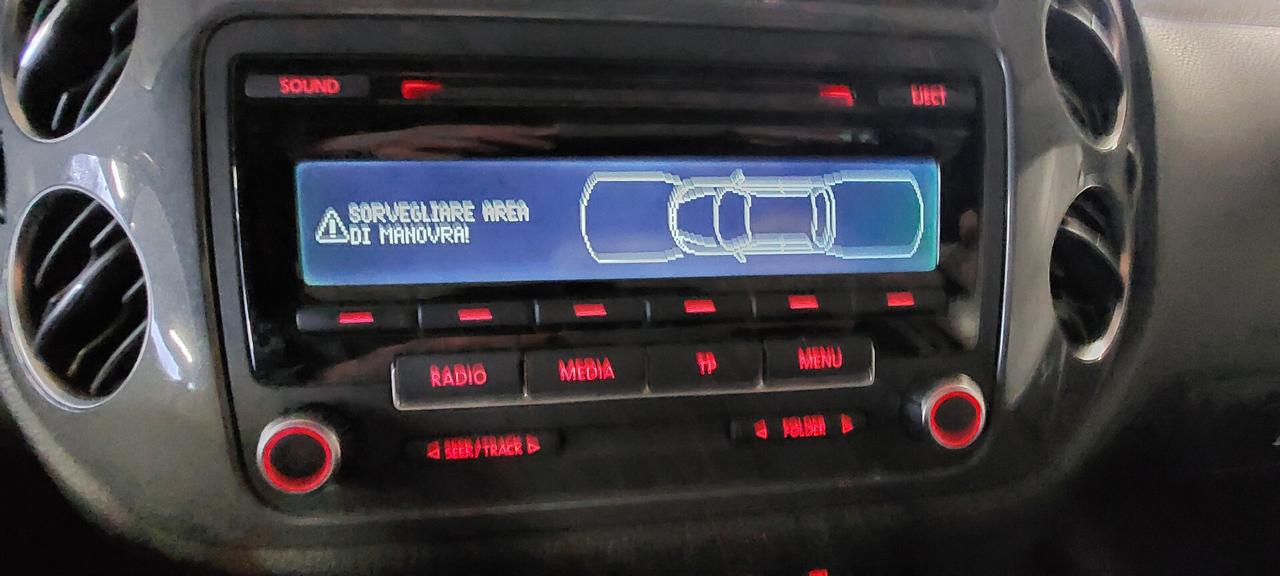 SOUND
EJECT
SORVEGLIARE AREA
DI MANOVRA!
RADIO
MEDIA
TP
MENU
SEEK/TRACK
FOLDER